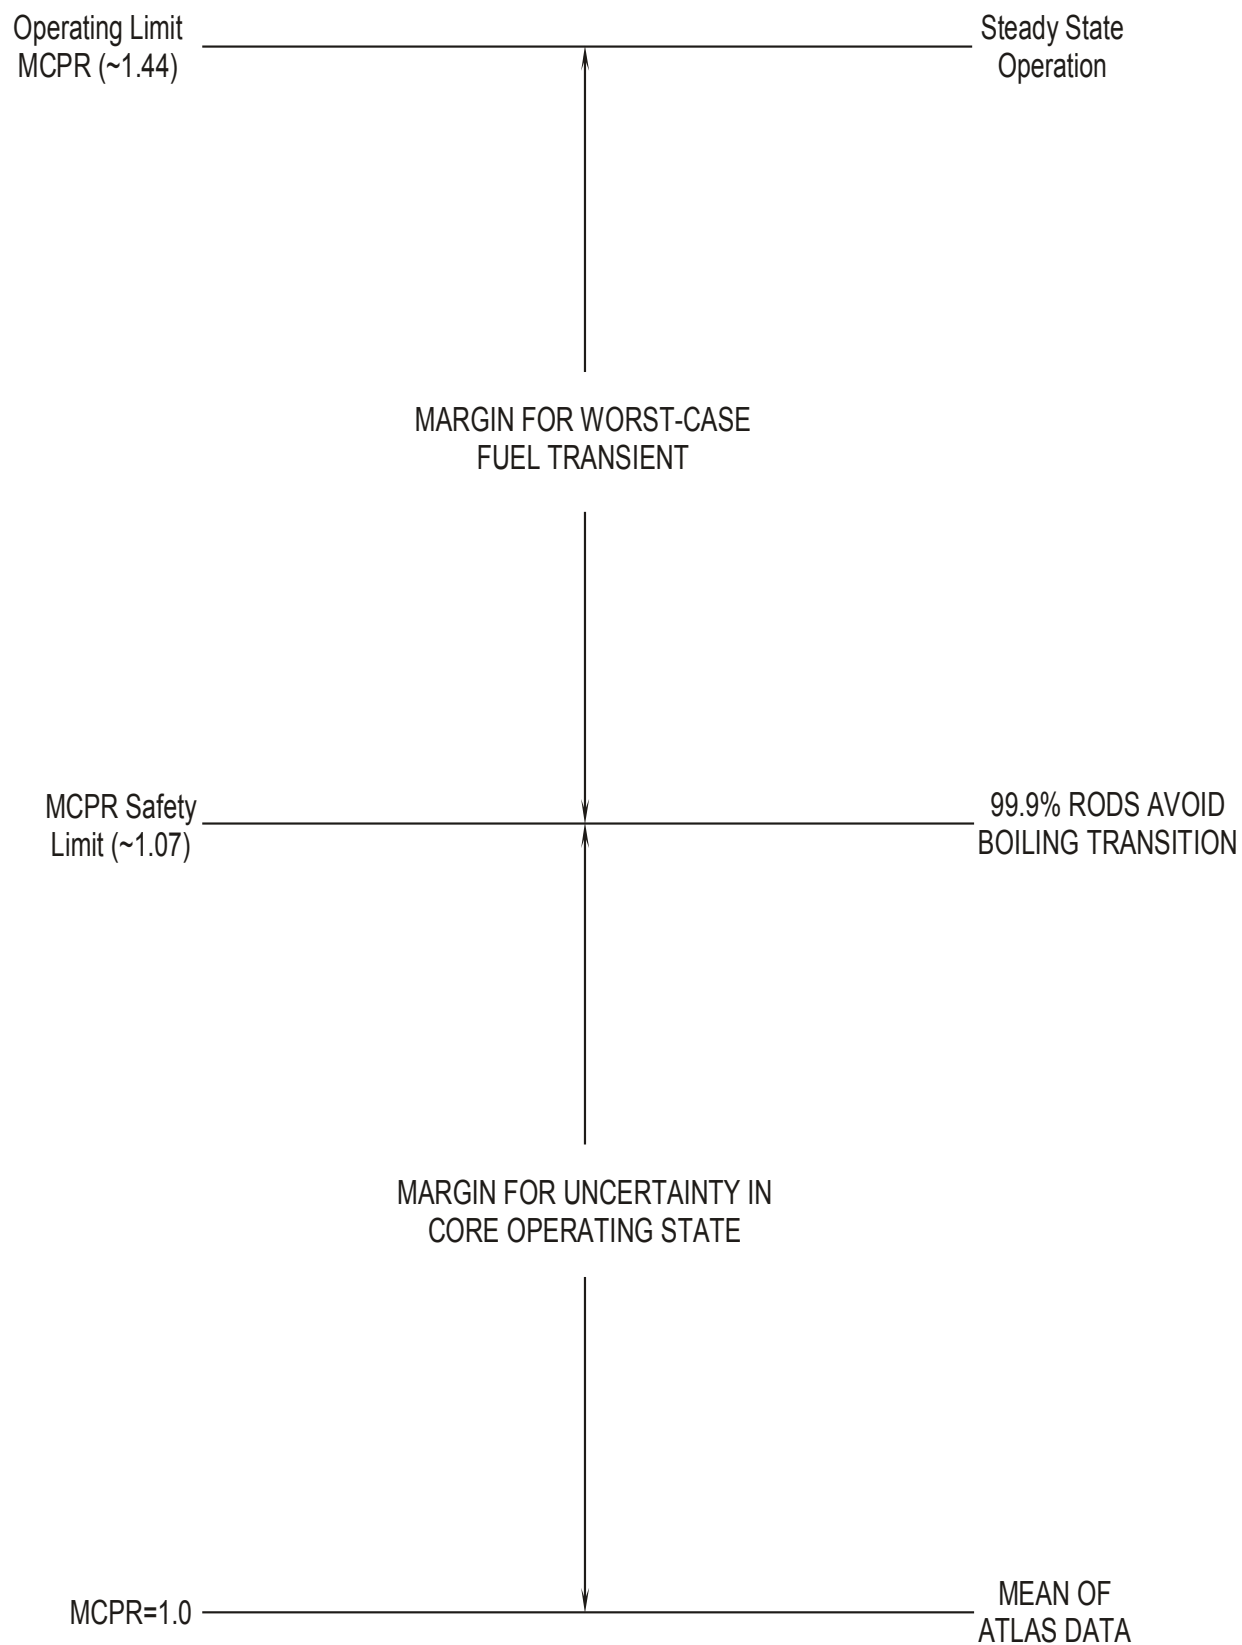 Operating Limit
MCPR (~1.44)
Steady State
Operation
MARGIN FOR WORST-CASE
FUEL TRANSIENT
MCPR Safety
Limit (~1.07)
99.9% RODS AVOID
BOILING TRANSITION
MARGIN FOR UNCERTAINTY IN
CORE OPERATING STATE
MCPR=1.0
MEAN OF
ATLAS DATA